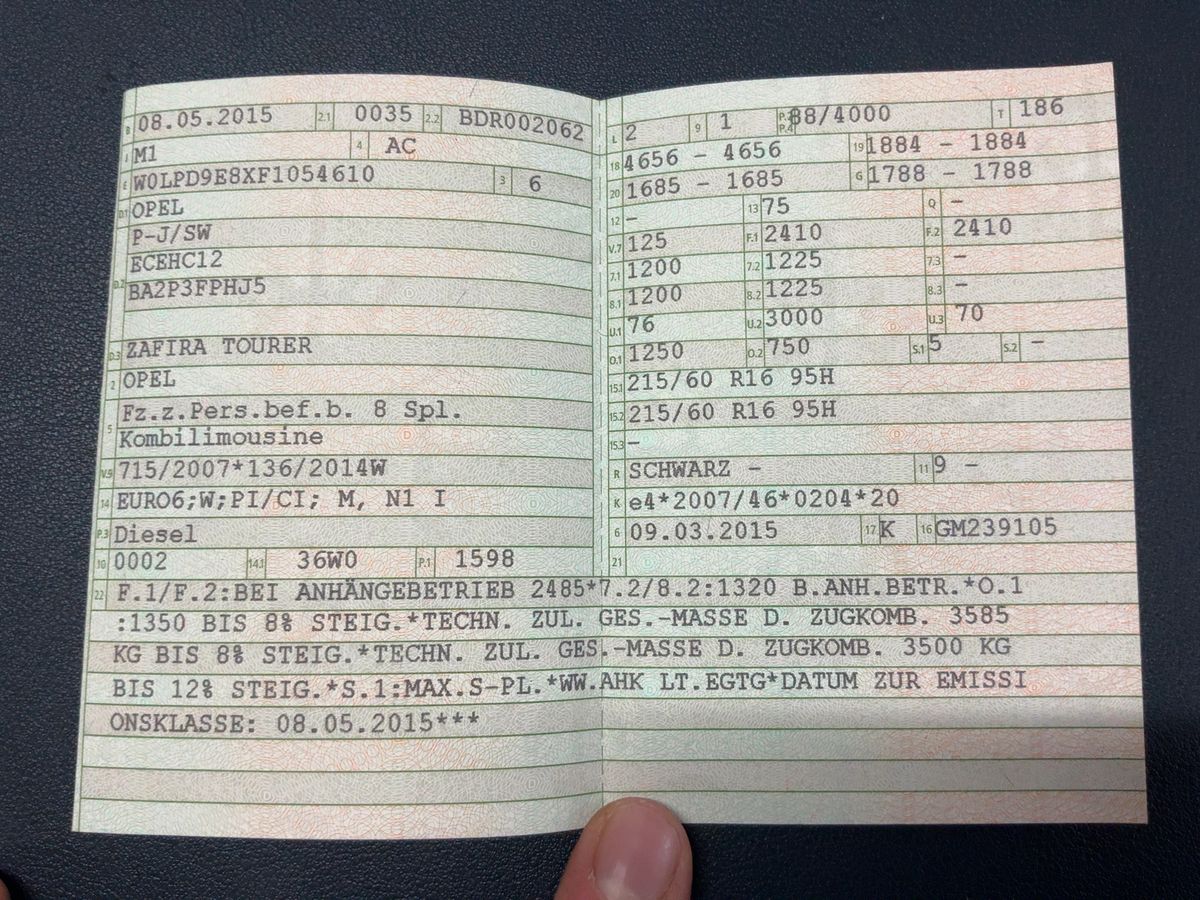 B 08.05.2015 2.1 0035 2.2 BDR002062
J M1 4 AC
E W0LPD9E8XF1054610 3 6
D.1 OPEL
P-J/SW
D.2 ECEHC12
BA2P3FPHJ5
D.3 ZAFIRA TOURER
2 OPEL
5 Fz.z.Pers.bef.b. 8 Spl.
Kombilimousine
V.9 715/2007*136/2014W
14 EURO6;W;PI/CI; M, N1 I
P.3 Diesel
10 0002 14.1 36W0 P.1 1598
L 2 9 1 P.2 P.4 88/4000 T 186
18 4656 - 4656 19 1884 - 1884
20 1685 - 1685 G 1788 - 1788
12 - 13 75 Q -
V.7 125 F.1 2410 F.2 2410
7.1 1200 7.2 1225 7.3 -
8.1 1200 8.2 1225 8.3 -
U.1 76 U.2 3000 U.3 70
O.1 1250 O.2 750 S.1 5 S.2 -
15.1 215/60 R16 95H
15.2 215/60 R16 95H
15.3 -
R SCHWARZ - 11 9 -
K e4*2007/46*0204*20
6 09.03.2015 17 K 16 GM239105
21
22 F.1/F.2:BEI ANHÄNGEBETRIEB 2485*7.2/8.2:1320 B.ANH.BETR.*O.1
:1350 BIS 8% STEIG.*TECHN. ZUL. GES.-MASSE D. ZUGKOMB. 3585
KG BIS 8% STEIG.*TECHN. ZUL. GES.-MASSE D. ZUGKOMB. 3500 KG
BIS 12% STEIG.*S.1:MAX.S-PL.*WW.AHK LT.EGTG*DATUM ZUR EMISSI
ONSKLASSE: 08.05.2015***